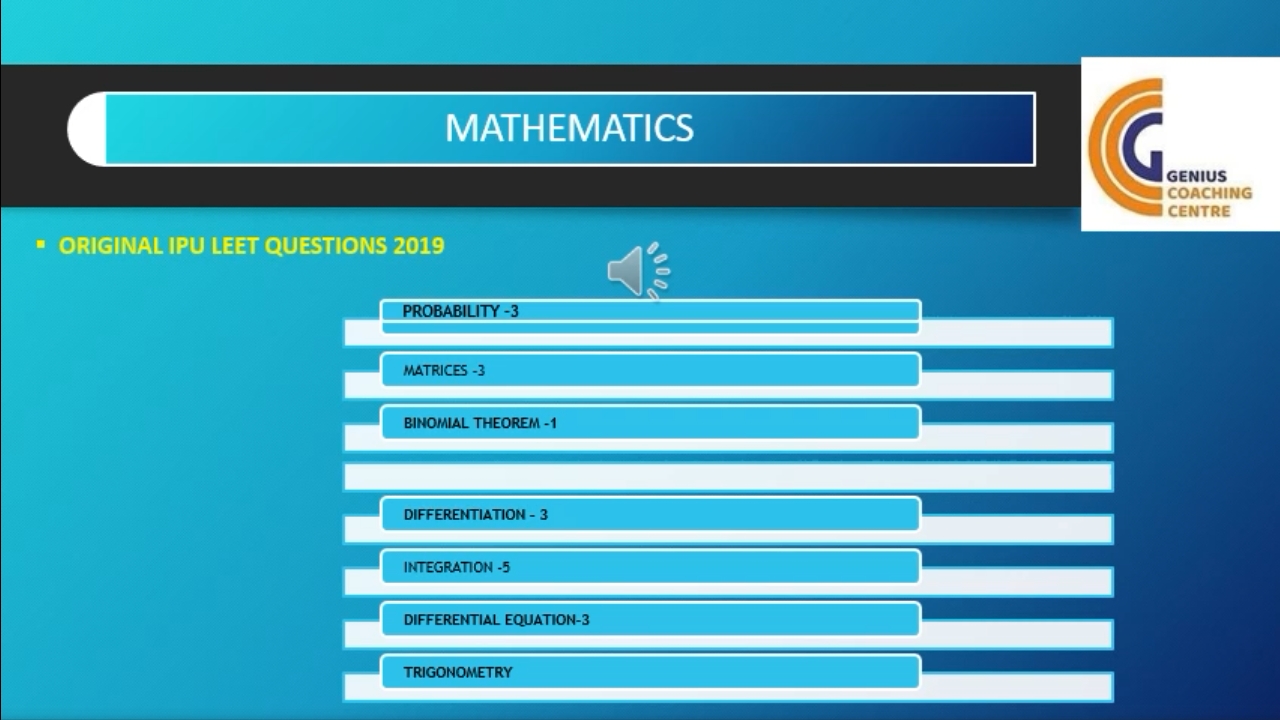 MATHEMATICS
G
GENIUS
COACHING
CENTRE
▪ ORIGINAL IPU LEET QUESTIONS 2019
PROBABILITY -3
MATRICES -3
BINOMIAL THEOREM -1
DIFFERENTIATION - 3
INTEGRATION -5
DIFFERENTIAL EQUATION-3
TRIGONOMETRY